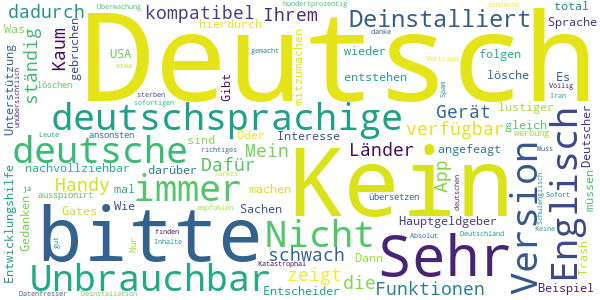 dadurch
kompatibel
Überwachung
hierdurch
Ihrem
hundertprozentig
Deinstalliert
total
schlecht
Sprache
Was
Kaum
gebruchen
USA
etwa
gemacht
wieder
danke
Vertraue
folgen
Es
Völlig
Unterstützung
unübersichtlich
ständig
löschen
Deutsch
mitzumachen
entstehen
lösche
Iran
sterben
sofortigen
Gibt
Spam
Gerät
lustiger
deutschsprachige
verfügbar
gleich
werbung
Deutscher
Leute
ansonsten
sind
Oder
Interesse
angefeagt
Muss
deutsche
richtiges
Mein
Länder
nachvollziehbar
darüber
Dafür
türkei
App
Version
Englisch
müssen
Entwicklungshilfe
ja
Handy
immer
machen
Kein
übersetzen
deutschen
schulenglisch
Sofort
ausspioniert
mal
empfohlen
Gedanken
Gates
Wie
Sachen
Hauptgeldgeber
Keine
bitte
Nicht
Sehr
Absolut
Deutschland
gut
Nur
finden
Inhalte
schwach
Dann
Trash
Katastrophal
Unbrauchbar
zeigt
die
Funktionen
Beispiel
Datenfresser
Deinstallation
Entscheider